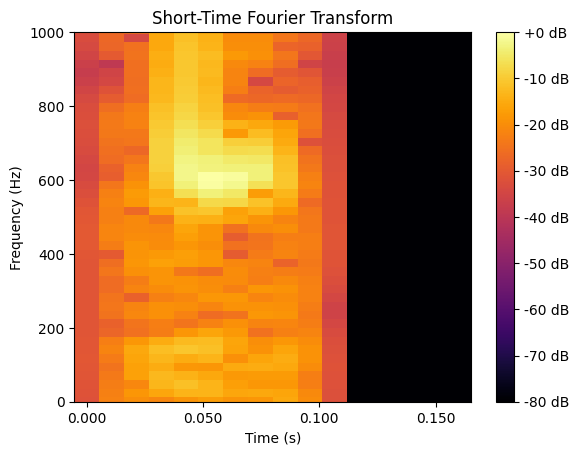 Short-Time Fourier Transform
Frequency (Hz)
1000
800
600
400
200
0
0.000
0.050
0.100
0.150
Time (s)
+0 dB
-10 dB
-20 dB
-30 dB
-40 dB
-50 dB
-60 dB
-70 dB
-80 dB